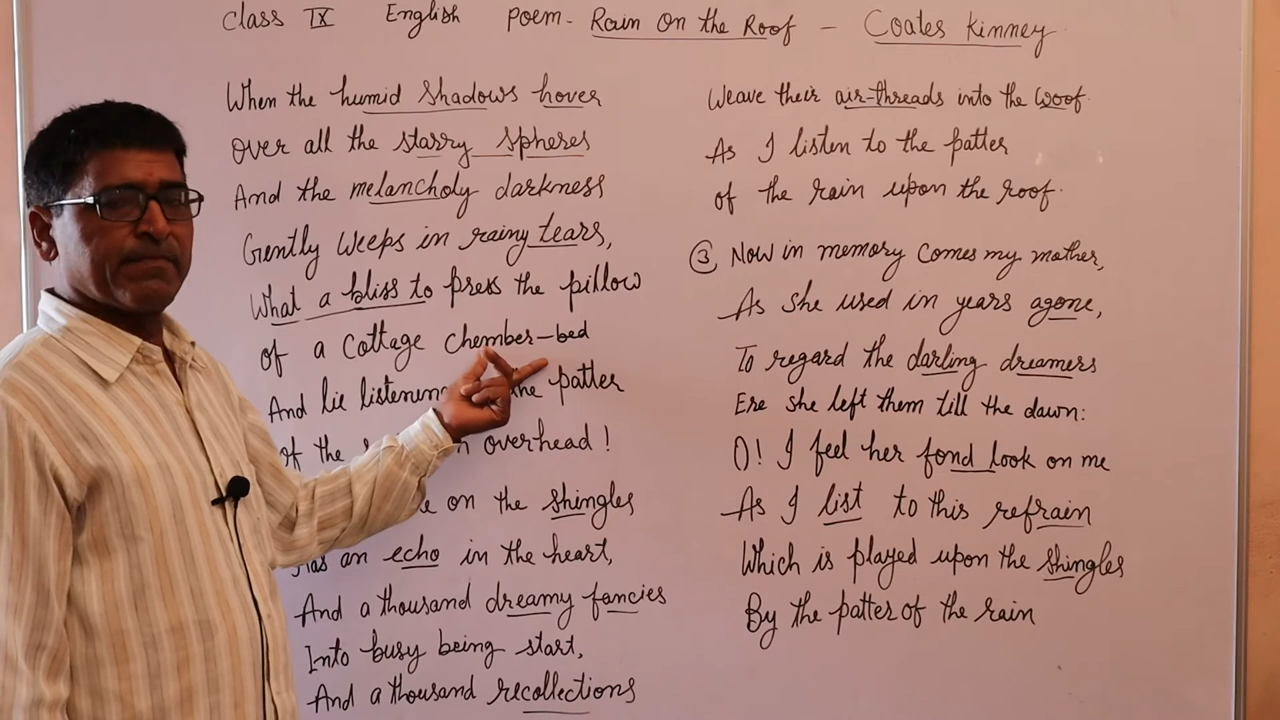 Class IX English Poem - Rain On the Roof - Coates Kinney
When the humid shadows hover
Over all the starry spheres
And the melancholy darkness
Gently weeps in rainy tears,
What a bliss to press the pillow
of a Cottage chember-bed
And lie listening the patter
of the overhead!
on the shingles
an echo in the heart,
And a thousand dreamy fancies
Into busy being start,
And a thousand recollections
Weave their air-threads into the woof.
As I listen to the patter
of the rain upon the roof.
3 Now in memory comes my mother,
As she used in years agone,
To regard the darling dreamers
Ere she left them till the dawn:
O! I feel her fond look on me
As I list to this refrain
Which is played upon the shingles
By the patter of the rain